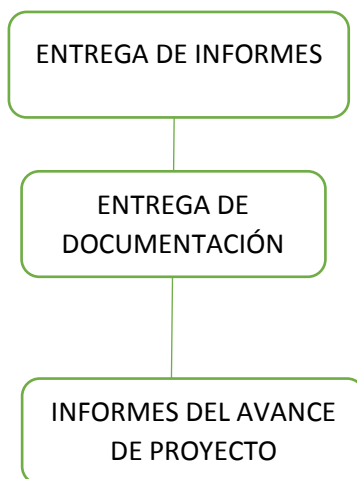 ENTREGA DE INFORMES
ENTREGA DE
DOCUMENTACIÓN
INFORMES DEL AVANCE
DE PROYECTO